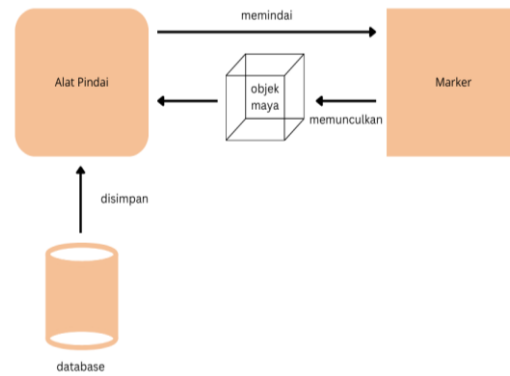 memindai
Alat Pindai
objek
maya
Marker
memunculkan
disimpan
database